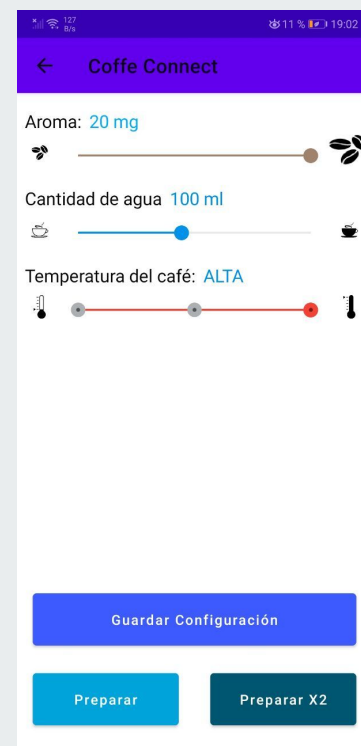 127
B/s
11 % 19:02
Coffe Connect
Aroma: 20 mg
Cantidad de agua 100 ml
Temperatura del café: ALTA
Guardar Configuración
Preparar
Preparar X2